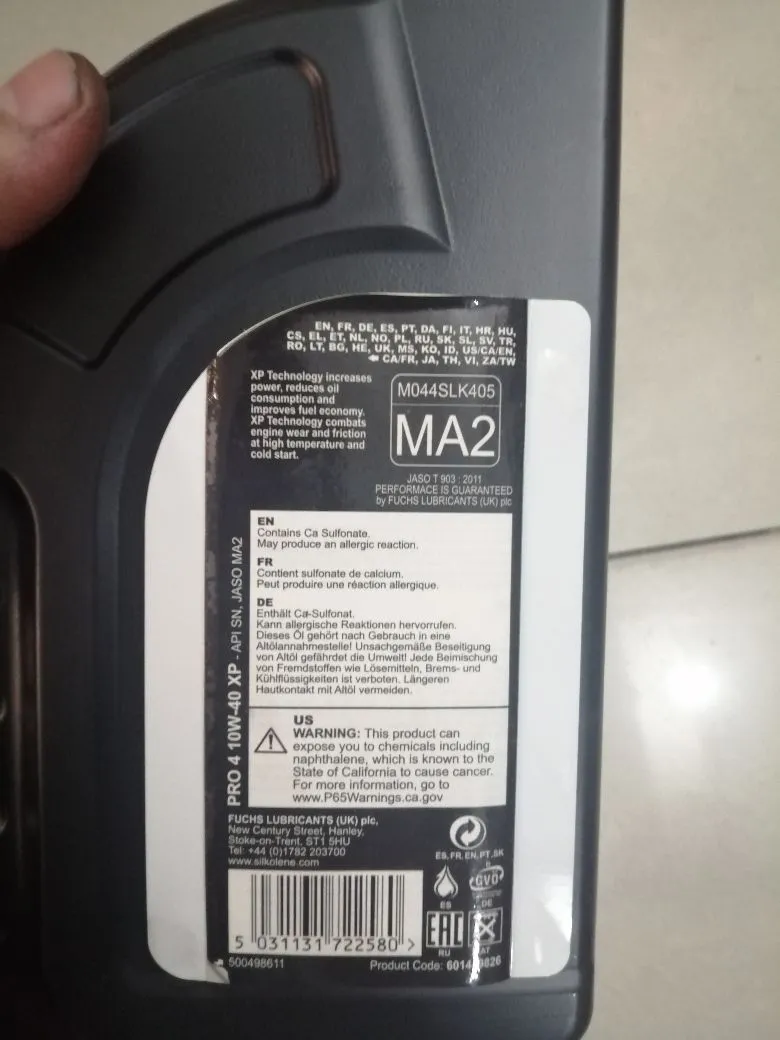 EN, FR, DE, ES, PT, DA, FI, IT, HR, HU,
CS, EL, ET, NL, NO, PL, RU, SK, SL, SV, TR,
RO, LT, BG, HE, UK, MS, KO, ID, US/CA/EN,
CA/FR, JA, TH, VI, ZA/TW
XP Technology increases
power, reduces oil
consumption and
improves fuel economy.
XP Technology combats
engine wear and friction
at high temperature and
cold start.
M044SLK405
MA2
JASO T 903 : 2011
PERFORMACE IS GUARANTEED
by FUCHS LUBRICANTS (UK) plc
PRO 4 10W-40 XP - API SN, JASO MA2
EN
Contains Ca Sulfonate.
May produce an allergic reaction.
FR
Contient sulfonate de calcium.
Peut produire une réaction allergique.
DE
Enthält Ca-Sulfonat.
Kann allergische Reaktionen hervorrufen.
Dieses Öl gehört nach Gebrauch in eine
Altölannahmestelle! Unsachgemäße Beseitigung
von Altöl gefährdet die Umwelt! Jede Beimischung
von Fremdstoffen wie Lösemitteln, Brems- und
Kühlflüssigkeiten ist verboten. Längeren
Hautkontakt mit Altöl vermeiden.
US
WARNING: This product can
expose you to chemicals including
naphthalene, which is known to the
State of California to cause cancer.
For more information, go to
www.P65Warnings.ca.gov
FUCHS LUBRICANTS (UK) plc,
New Century Street, Hanley,
Stoke-on-Trent, ST1 5HU
Tel: +44 (0)1782 203700
www.silkolene.com
ES, FR, EN, PT, SK
GVÖ
ES
DE
EAC
RU
5 031131 722580 >
500498611
Product Code: